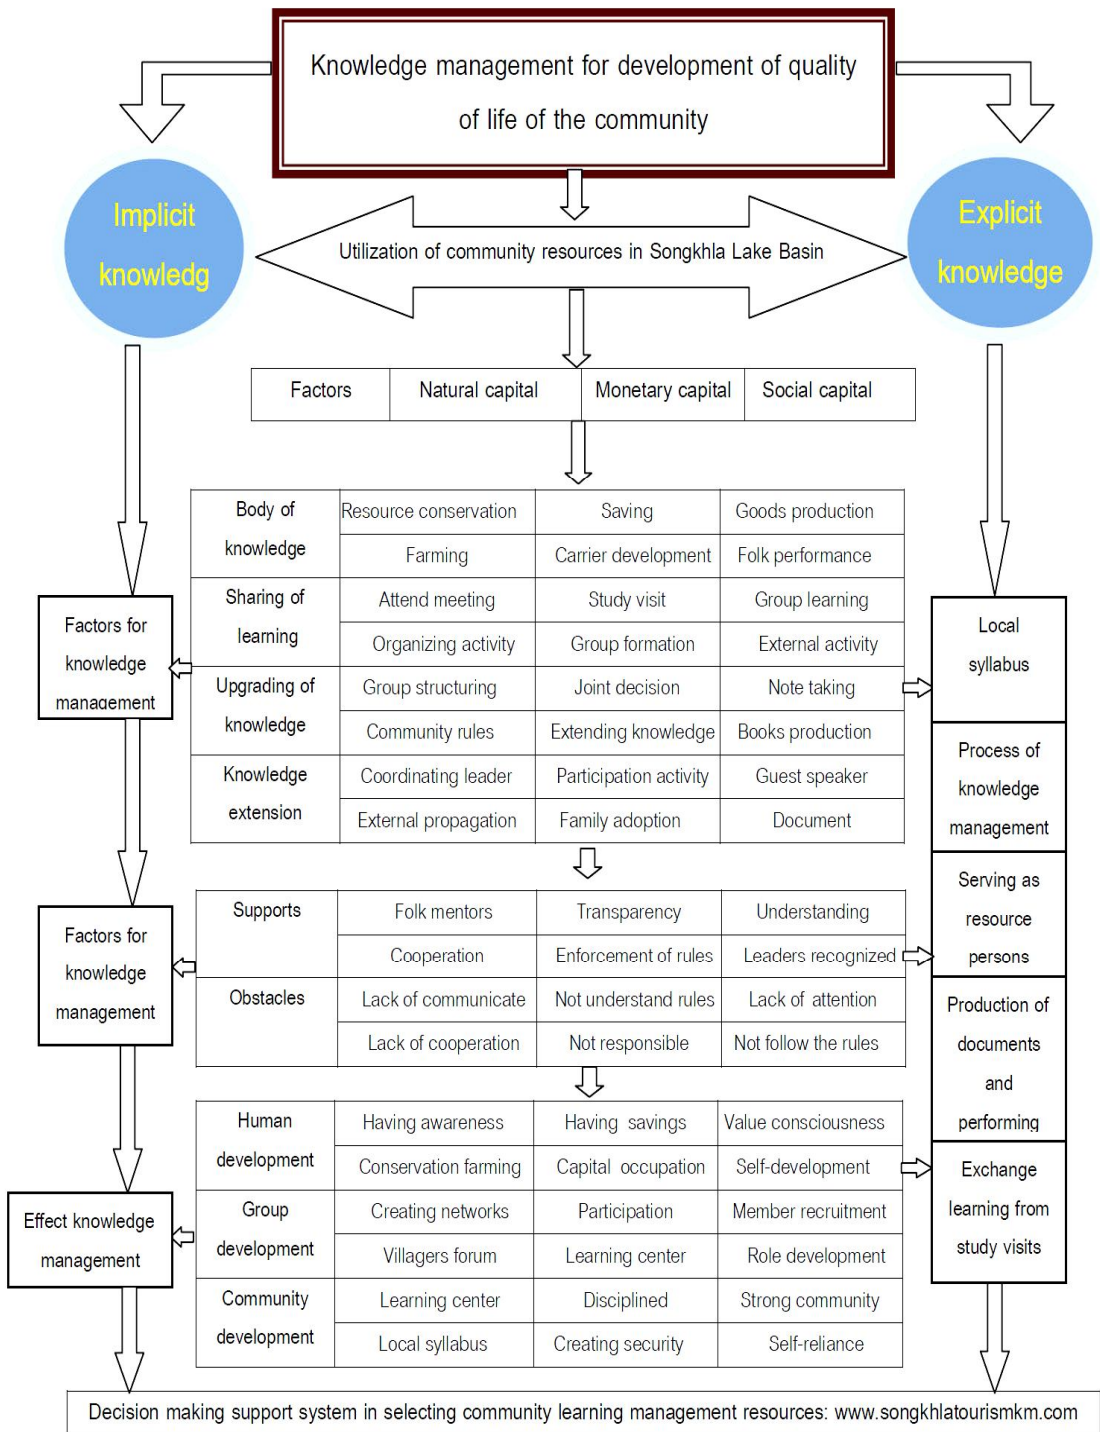 Knowledge management for development of quality
of life of the community
Implicit
knowledg
Explicit
knowledge
Utilization of community resources in Songkhla Lake Basin
Factors Natural capital Monetary capital Social capital
Body of
knowledge
Resource conservation Saving Goods production
Farming Carrier development Folk performance
Sharing of
learning
Attend meeting Study visit Group learning
Organizing activity Group formation External activity
Upgrading of
knowledge
Group structuring Joint decision Note taking
Community rules Extending knowledge Books production
Knowledge
extension
Coordinating leader Participation activity Guest speaker
External propagation Family adoption Document
Factors for
knowledge
management
Local
syllabus
Process of
knowledge
management
Serving as
resource
persons
Production of
documents
and
performing
Exchange
learning from
study visits
Supports
Folk mentors Transparency Understanding
Cooperation Enforcement of rules Leaders recognized
Obstacles
Lack of communicate Not understand rules Lack of attention
Lack of cooperation Not responsible Not follow the rules
Factors for
knowledge
management
Human
development
Having awareness Having savings Value consciousness
Conservation farming Capital occupation Self-development
Group
development
Creating networks Participation Member recruitment
Villagers forum Learning center Role development
Community
development
Learning center Disciplined Strong community
Local syllabus Creating security Self-reliance
Effect knowledge
management
Decision making support system in selecting community learning management resources: www.songkhlatourismkm.com